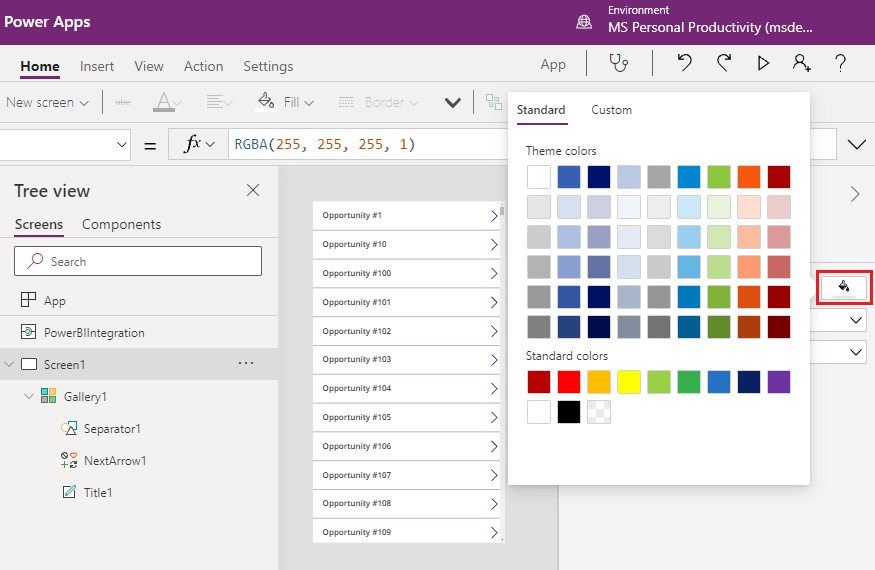 Power Apps
Environment
MS Personal Productivity (msde...
Home Insert View Action Settings App
New screen abc A Fill Border
= fx RGBA(255, 255, 255, 1)
Tree view
Screens Components
Search
App
PowerBIIntegration
Screen1
Gallery1
Separator1
NextArrow1
Title1
Opportunity #1
Opportunity #10
Opportunity #100
Opportunity #101
Opportunity #102
Opportunity #103
Opportunity #104
Opportunity #105
Opportunity #106
Opportunity #107
Opportunity #108
Opportunity #109
Standard Custom
Theme colors
Standard colors